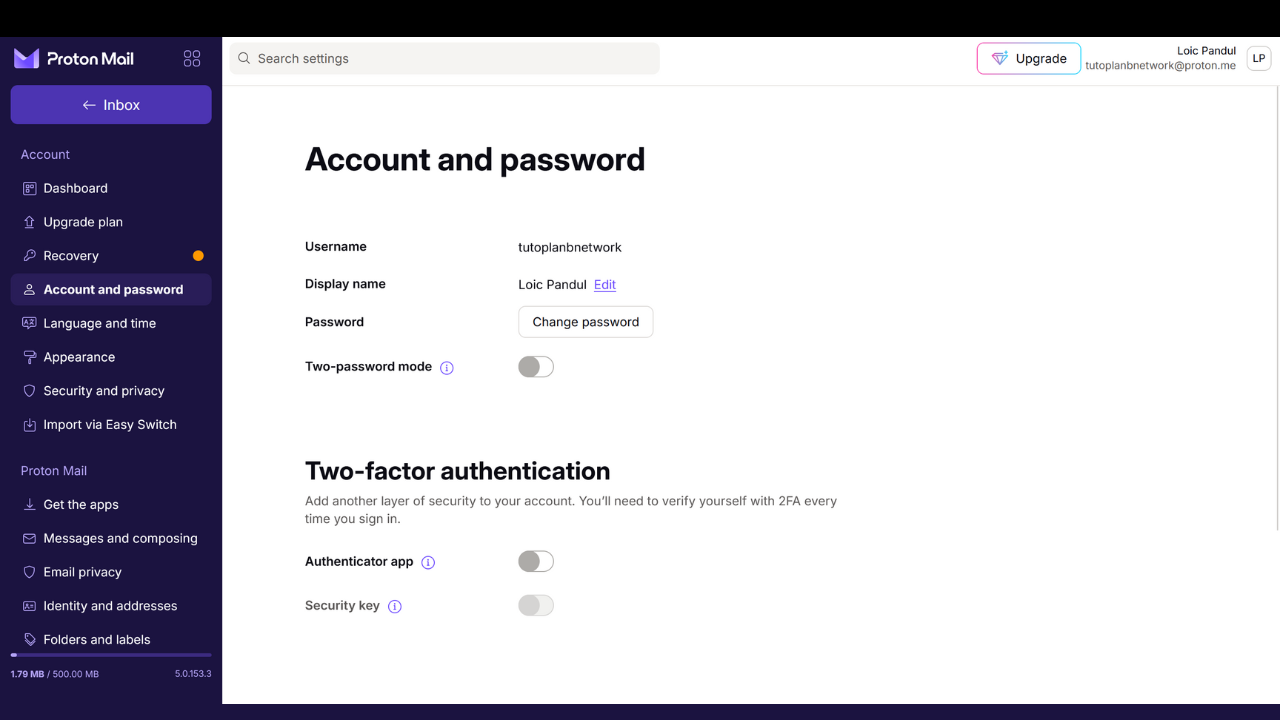 Proton Mail
Search settings
Upgrade
Loic Pandul
tutoplanbnetwork@proton.me
LP
← Inbox
Account
Dashboard
Upgrade plan
Recovery
Account and password
Language and time
Appearance
Security and privacy
Import via Easy Switch
Proton Mail
Get the apps
Messages and composing
Email privacy
Identity and addresses
Folders and labels
1.79 MB / 500.00 MB
5.0.153.3
Account and password
Username
tutoplanbnetwork
Display name
Loic Pandul Edit
Password
Change password
Two-password mode
Two-factor authentication
Add another layer of security to your account. You’ll need to verify yourself with 2FA every
time you sign in.
Authenticator app
Security key